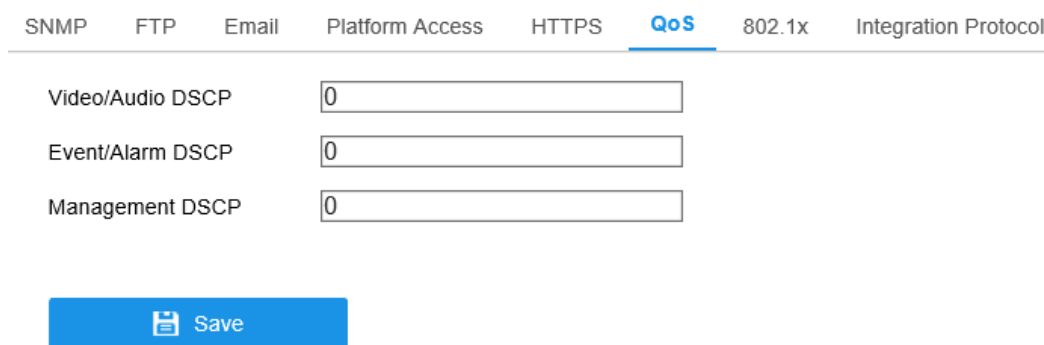 SNMP FTP Email Platform Access HTTPS QoS 802.1x Integration Protocol
Video/Audio DSCP 0
Event/Alarm DSCP 0
Management DSCP 0
Save